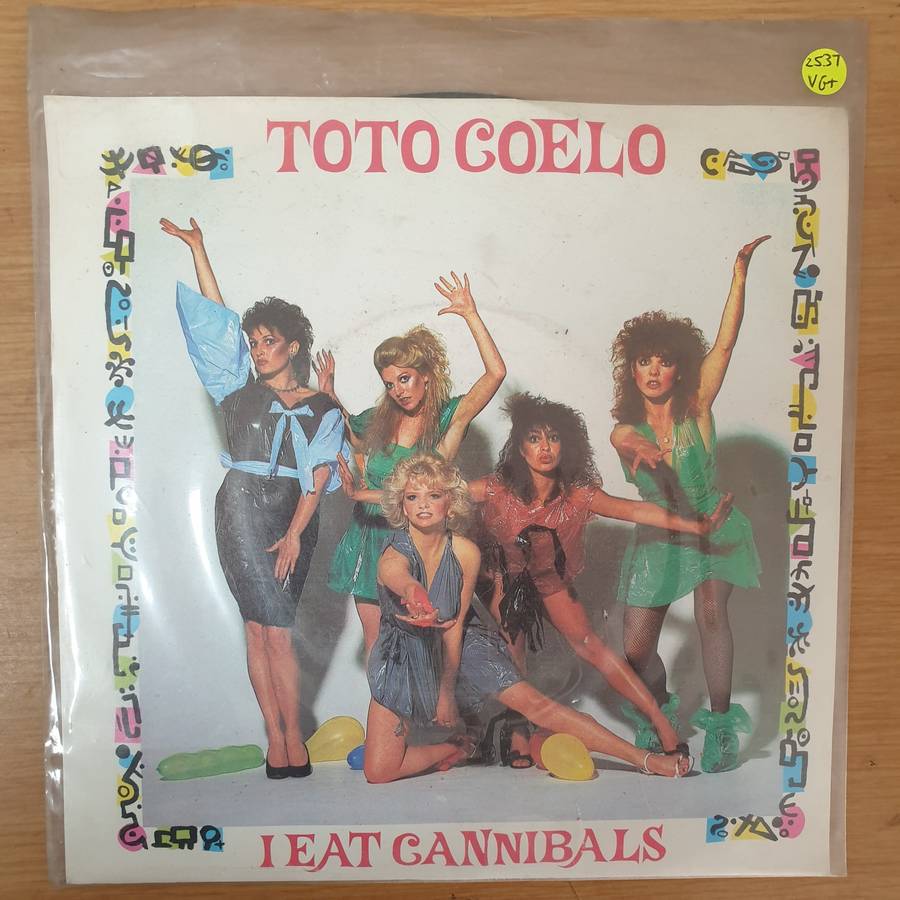 2537
VG+
TOTO COELO
I EAT CANNIBALS